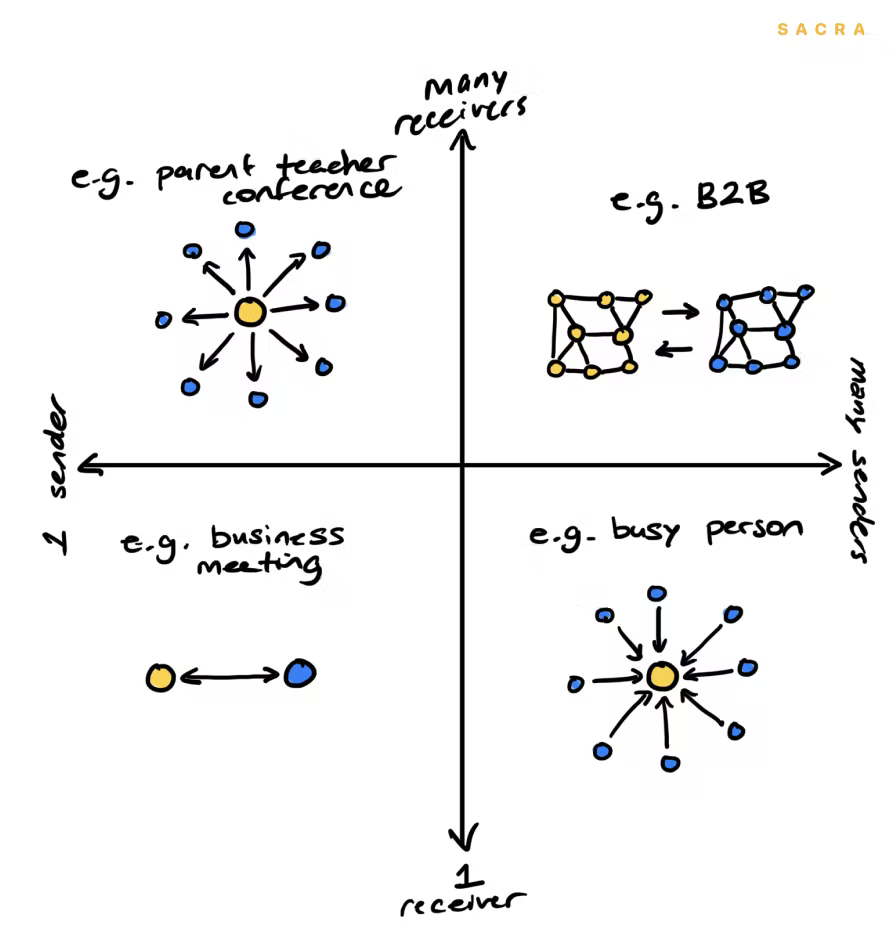 SACRA
many
receivers
e.g. parent teacher
conference
e.g. B2B
1 sender
many senders
e.g. business
meeting
e.g. busy person
1
receiver